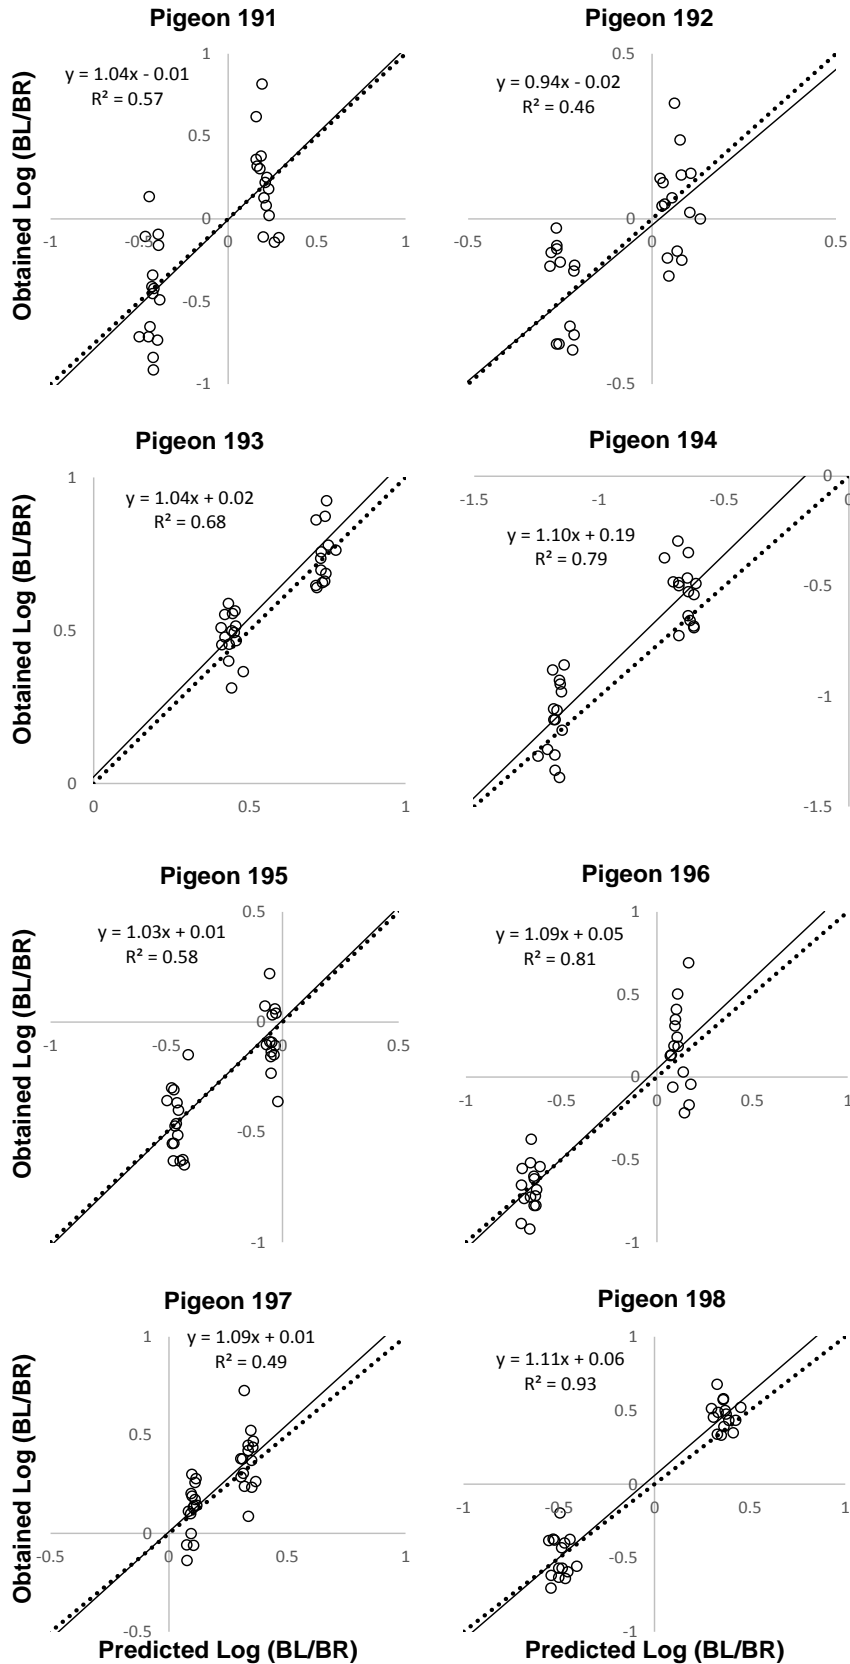 Pigeon 191
Pigeon 192
Obtained Log (BL/BR)
y = 1.04x - 0.01
R² = 0.57
1
0.5
0
-0.5
-1
-1
-0.5
0
0.5
1
y = 0.94x - 0.02
R² = 0.46
0.5
0
-0.5
-0.5
0
0.5
Pigeon 193
Pigeon 194
Obtained Log (BL/BR)
y = 1.04x + 0.02
R² = 0.68
1
0.5
0
0
0.5
1
y = 1.10x + 0.19
R² = 0.79
-1.5
-1
-0.5
0
0
-0.5
-1
-1.5
Pigeon 195
Pigeon 196
Obtained Log (BL/BR)
y = 1.03x + 0.01
R² = 0.58
0.5
0
-0.5
-1
-1
-0.5
0
0.5
y = 1.09x + 0.05
R² = 0.81
1
0.5
0
-0.5
-1
-1
-0.5
0
0.5
1
Pigeon 197
Pigeon 198
Obtained Log (BL/BR)
y = 1.09x + 0.01
R² = 0.49
1
0.5
0
-0.5
-0.5
0
0.5
1
y = 1.11x + 0.06
R² = 0.93
1
0.5
0
-0.5
-1
-1
-0.5
0
0.5
1
Predicted Log (BL/BR)
Predicted Log (BL/BR)